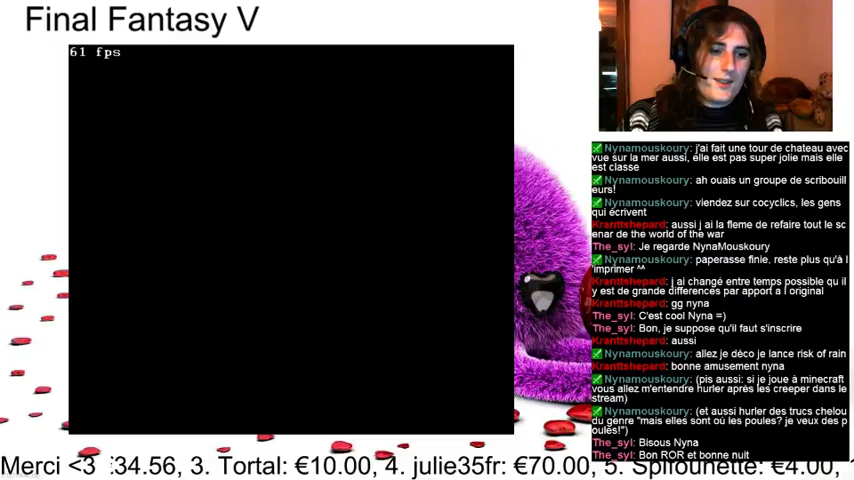 Final Fantasy V
61 fps
Nynamouskoury: j'ai fait une tour de chateau avec
vue sur la mer aussi, elle est pas super jolie mais elle
est classe
Nynamouskoury: ah ouais un groupe de scribouill
eurs!
Nynamouskoury: viendez sur cocyclics, les gens
qui écrivent
Kranttshepard: aussi j ai la fleme de refaire tout le sc
enar de the world of the war
The_syl: Je regarde NynaMouskoury
Nynamouskoury: paperasse finie, reste plus qu'à l
'imprimer ^^
Kranttshepard: j ai changé entre temps possible qu il
y est de grande différences par apport a l original
Kranttshepard: gg nyna
The_syl: C'est cool Nyna =)
The_syl: Bon, je suppose qu'il faut s'inscrire
Kranttshepard: aussi
Nynamouskoury: allez je déco je lance risk of rain
Kranttshepard: bonne amusement nyna
Nynamouskoury: (pis aussi: si je joue à minecraft
vous allez m'entendre hurler après les creeper dans le
stream)
Nynamouskoury: (et aussi hurler des trucs chelou
du genre "mais elles sont où les poules? je veux des p
oules!")
The_syl: Bisous Nyna
The_syl: Bon ROR et bonne nuit
Merci <3 €34.56, 3. Tortal: €10.00, 4. julie35fr: €70.00, 5. Spirounette: €4.00,